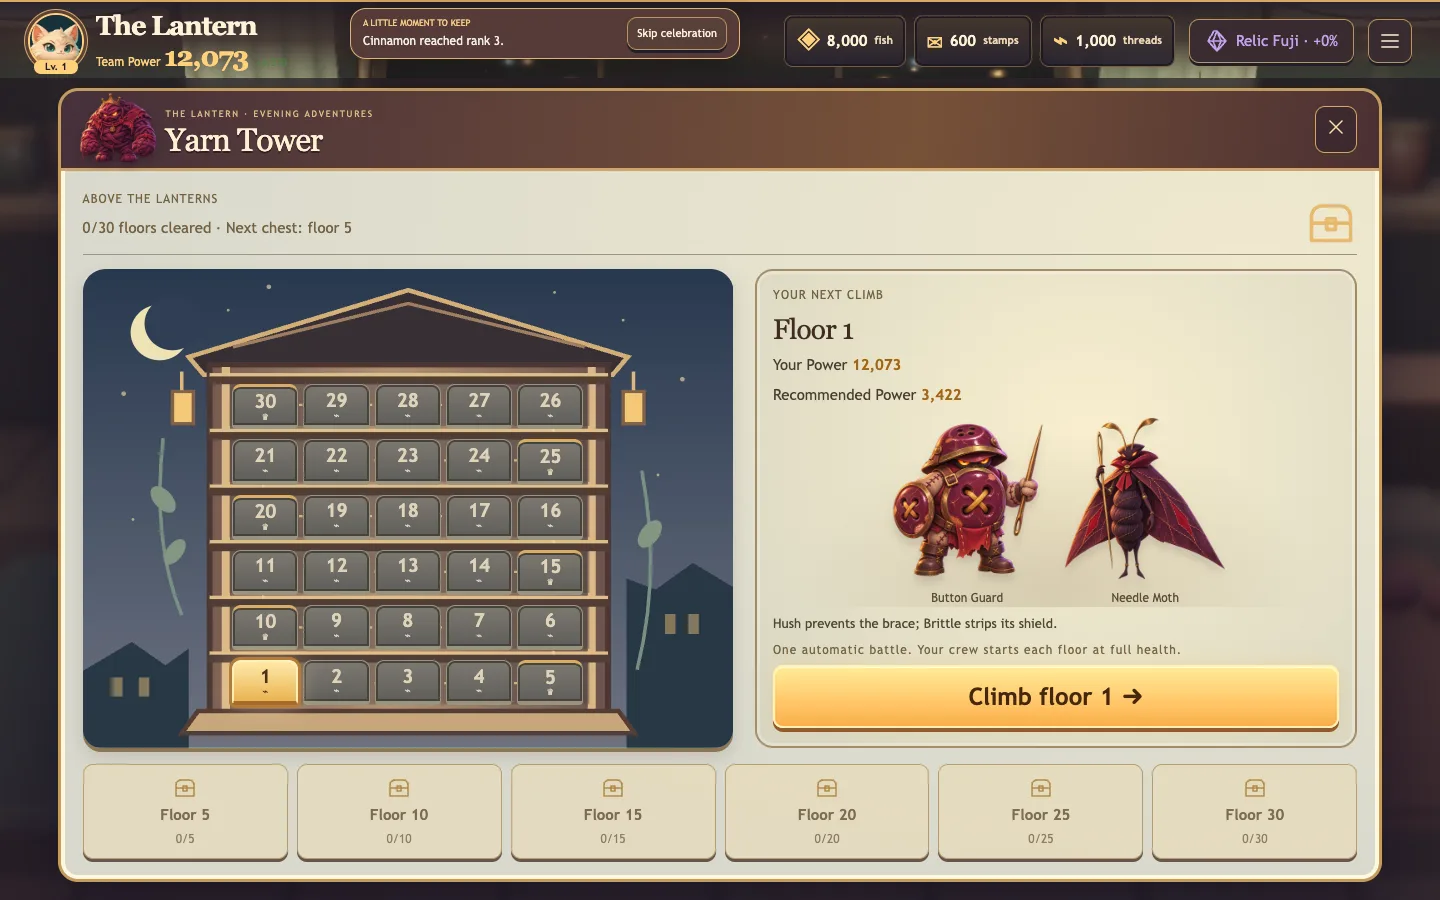 The Lantern
Lv. 1
Team Power 12,073
A LITTLE MOMENT TO KEEP
Cinnamon reached rank 3.
Skip celebration
8,000 fish
600 stamps
1,000 threads
Relic Fuji · +0%
THE LANTERN · EVENING ADVENTURES
Yarn Tower
ABOVE THE LANTERNS
0/30 floors cleared · Next chest: floor 5
30 29 28 27 26
21 22 23 24 25
20 19 18 17 16
11 12 13 14 15
10 9 8 7 6
1 2 3 4 5
YOUR NEXT CLIMB
Floor 1
Your Power 12,073
Recommended Power 3,422
Button Guard
Needle Moth
Hush prevents the brace; Brittle strips its shield.
One automatic battle. Your crew starts each floor at full health.
Climb floor 1 →
Floor 5
0/5
Floor 10
0/10
Floor 15
0/15
Floor 20
0/20
Floor 25
0/25
Floor 30
0/30